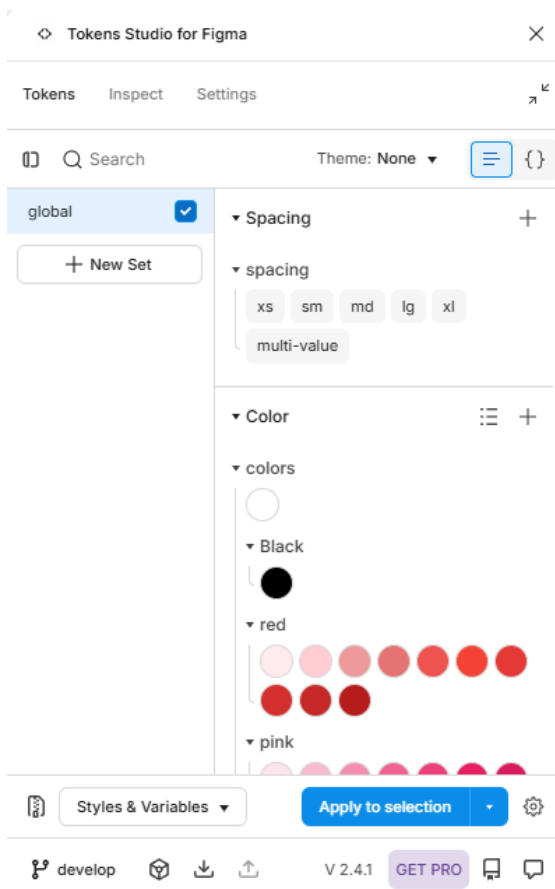 Tokens Studio for Figma
Tokens Inspect Settings
Search Theme: None
global
New Set
Spacing
spacing
xs sm md lg xl
multi-value
Color
colors
Black
red
pink
Styles & Variables Apply to selection
develop V 2.4.1 GET PRO